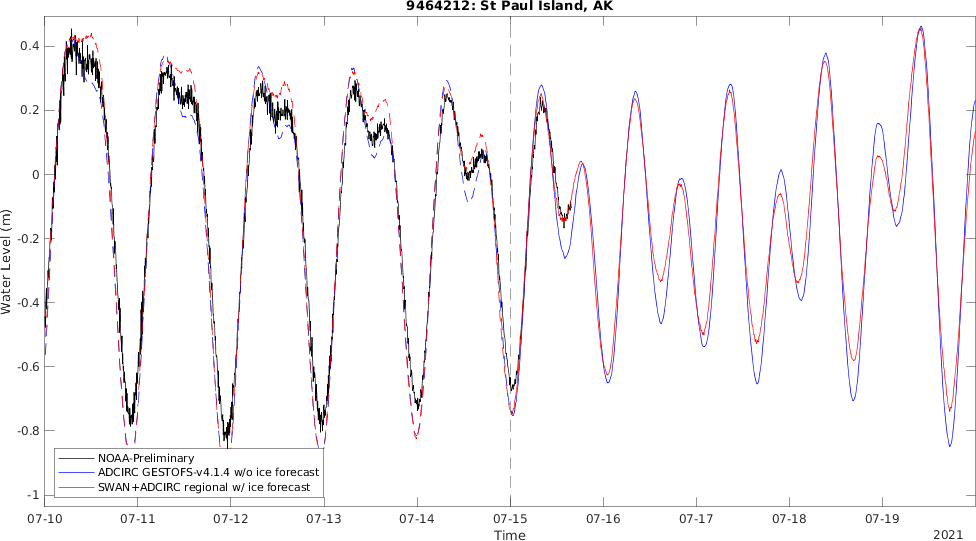 9464212: St Paul Island, AK
0.4
0.2
0
-0.2
-0.4
-0.6
-0.8
-1
Water Level (m)
NOAA-Preliminary
ADCIRC GESTOFS-v4.1.4 w/o ice forecast
SWAN+ADCIRC regional w/ ice forecast
07-10 07-11 07-12 07-13 07-14 07-15 07-16 07-17 07-18 07-19
Time
2021